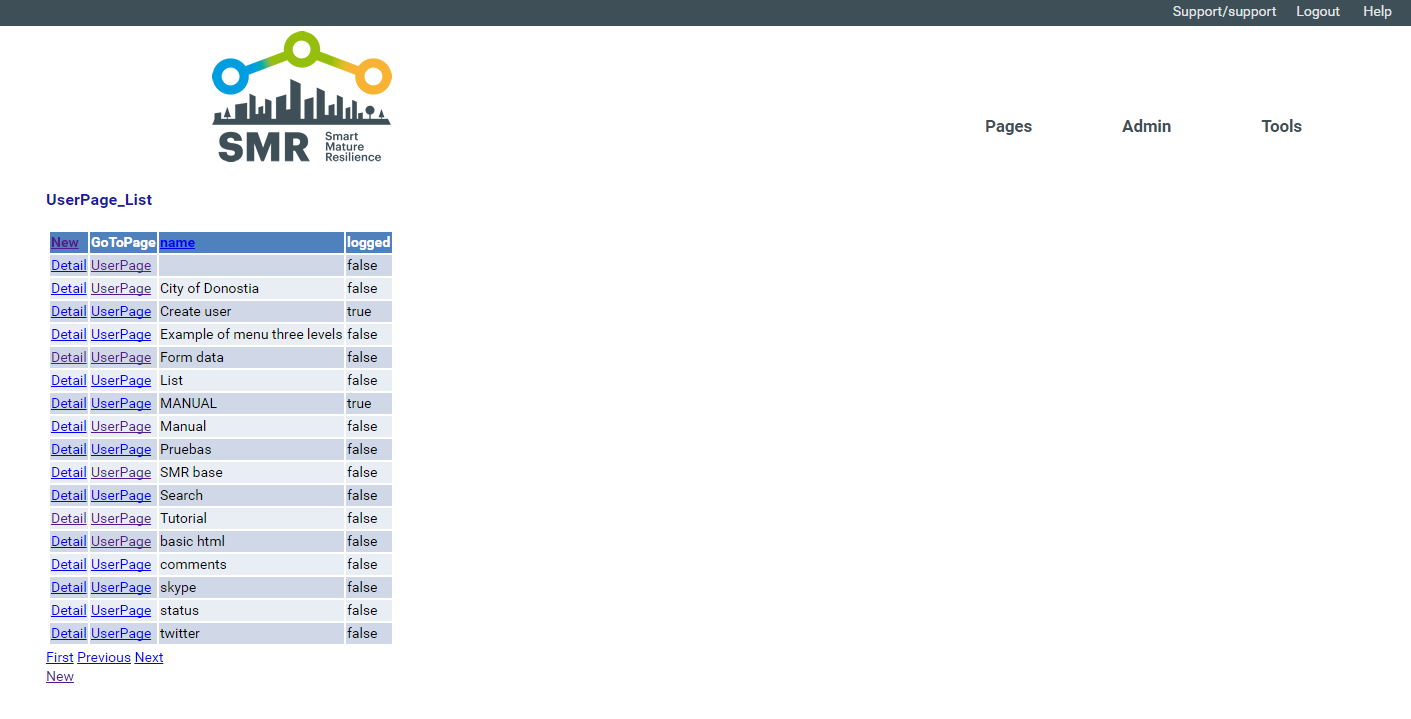 Support/support Logout Help
SMR Smart
Mature
Resilience
Pages Admin Tools
UserPage_List
New GoToPage name logged
Detail UserPage false
Detail UserPage City of Donostia false
Detail UserPage Create user true
Detail UserPage Example of menu three levels false
Detail UserPage Form data false
Detail UserPage List false
Detail UserPage MANUAL true
Detail UserPage Manual false
Detail UserPage Pruebas false
Detail UserPage SMR base false
Detail UserPage Search false
Detail UserPage Tutorial false
Detail UserPage basic html false
Detail UserPage comments false
Detail UserPage skype false
Detail UserPage status false
Detail UserPage twitter false
First Previous Next
New